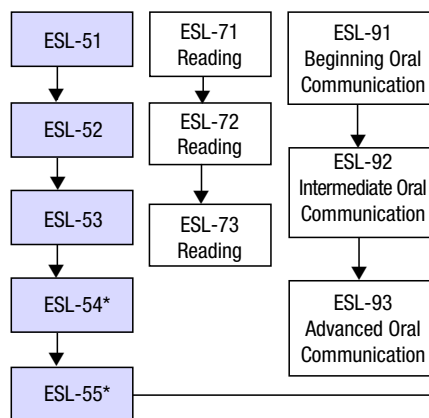 ESL-51
ESL-52
ESL-53
ESL-54*
ESL-55*
ESL-71
Reading
ESL-72
Reading
ESL-73
Reading
ESL-91
Beginning Oral
Communication
ESL-92
Intermediate Oral
Communication
ESL-93
Advanced Oral
Communication